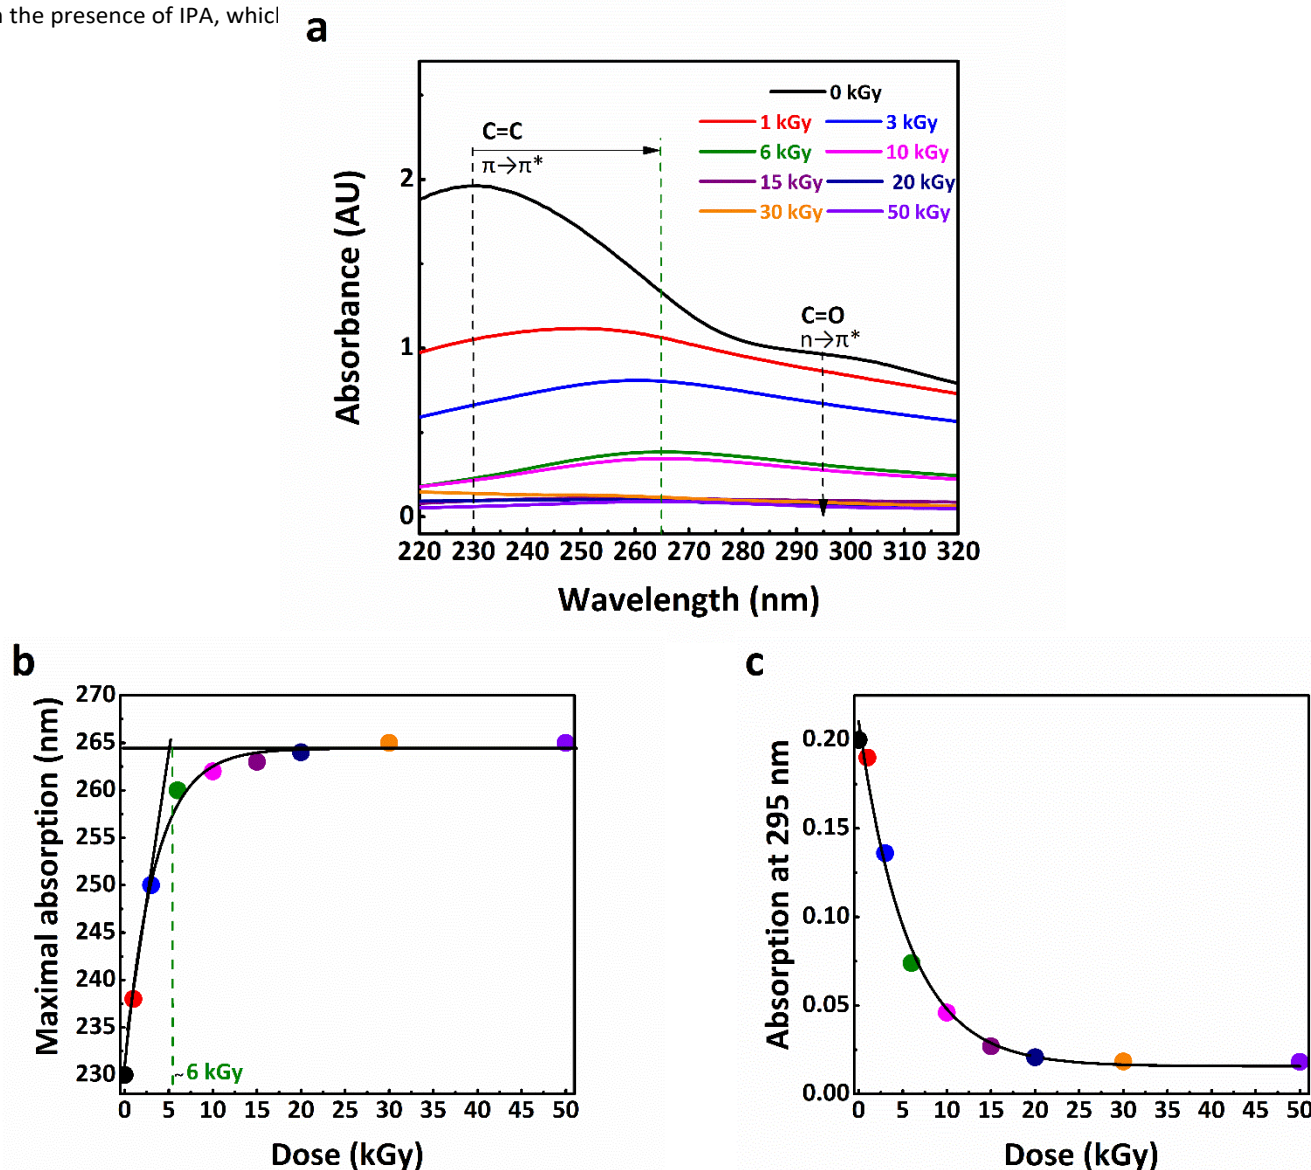 n the presence of IPA, which
a
0 kGy
1 kGy 3 kGy
6 kGy 10 kGy
15 kGy 20 kGy
30 kGy 50 kGy
C=C
π→π*
C=O
n→π*
Absorbance (AU)
2
1
0
220 230 240 250 260 270 280 290 300 310 320
Wavelength (nm)
b
Maximal absorption (nm)
270
265
260
255
250
245
240
235
230
~6 kGy
0 5 10 15 20 25 30 35 40 45 50
Dose (kGy)
c
Absorption at 295 nm
0.20
0.15
0.10
0.05
0.00
0 5 10 15 20 25 30 35 40 45 50
Dose (kGy)